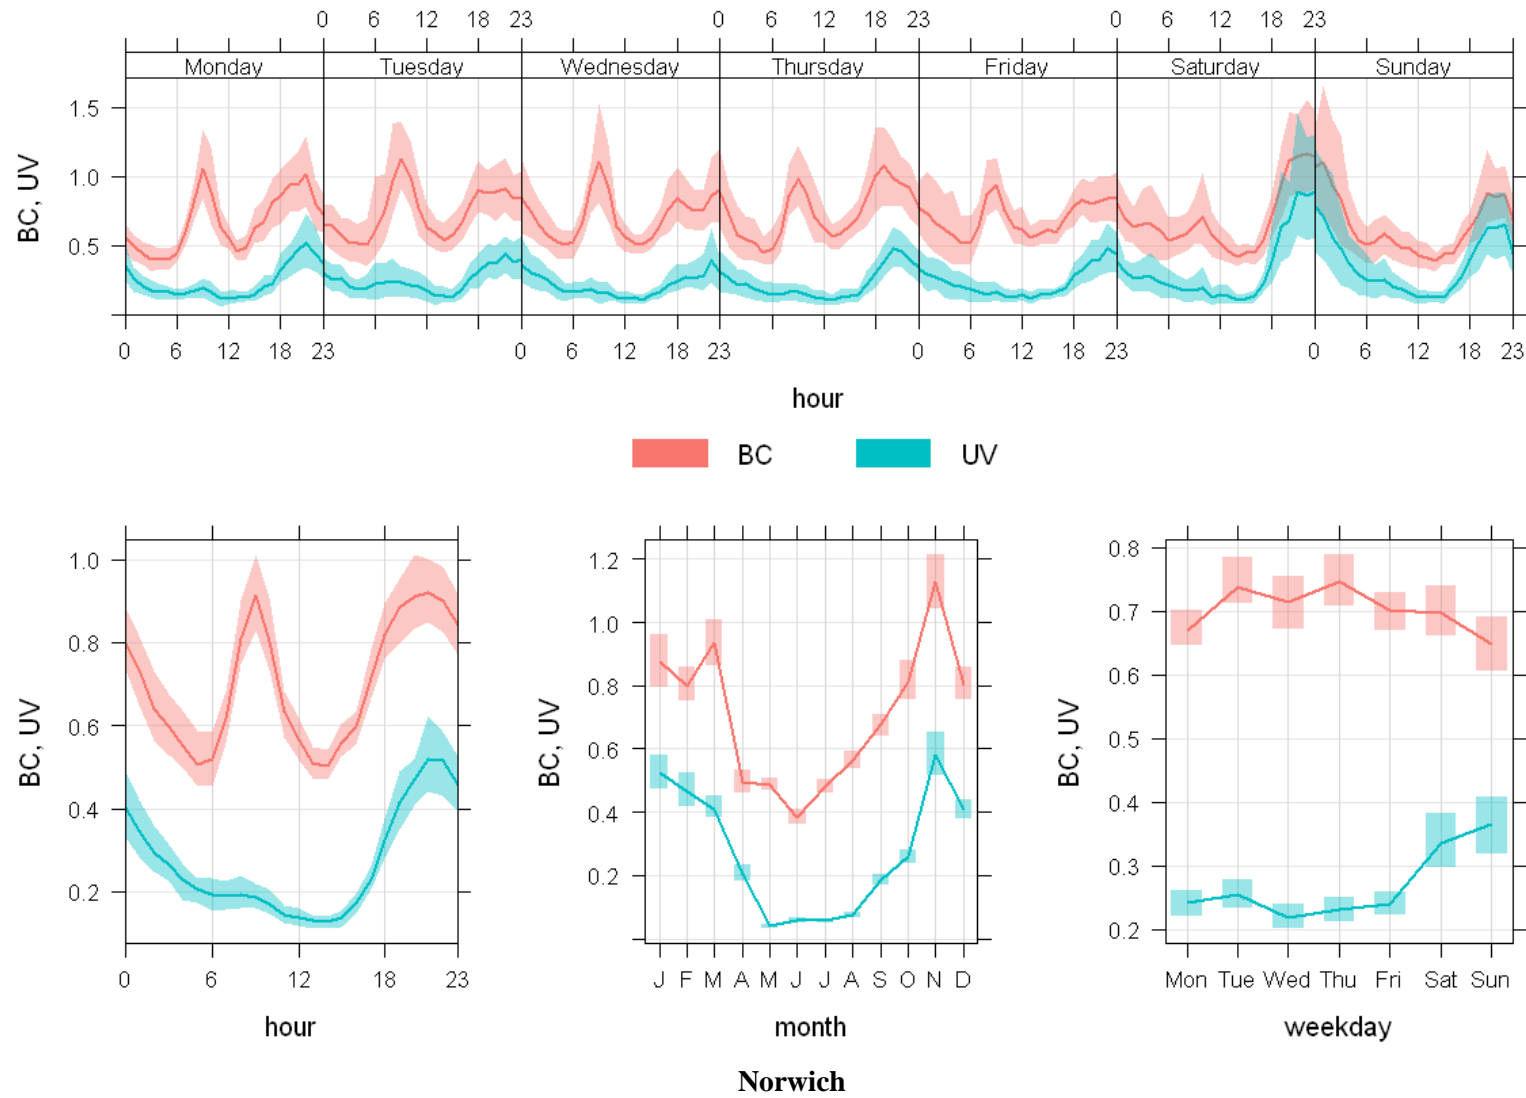 0 6 12 18 23 0 6 12 18 23 0 6 12 18 23
Monday Tuesday Wednesday Thursday Friday Saturday Sunday
1.5
1.0
0.5
BC, UV
0 6 12 18 23 0 6 12 18 23 0 6 12 18 23 0 6 12 18 23
hour
BC UV
1.0
0.8
0.6
0.4
0.2
BC, UV
0 6 12 18 23
hour
1.2
1.0
0.8
0.6
0.4
0.2
BC, UV
J F M A M J J A S O N D
month
0.8
0.7
0.6
0.5
0.4
0.3
0.2
BC, UV
Mon Tue Wed Thu Fri Sat Sun
weekday
Norwich